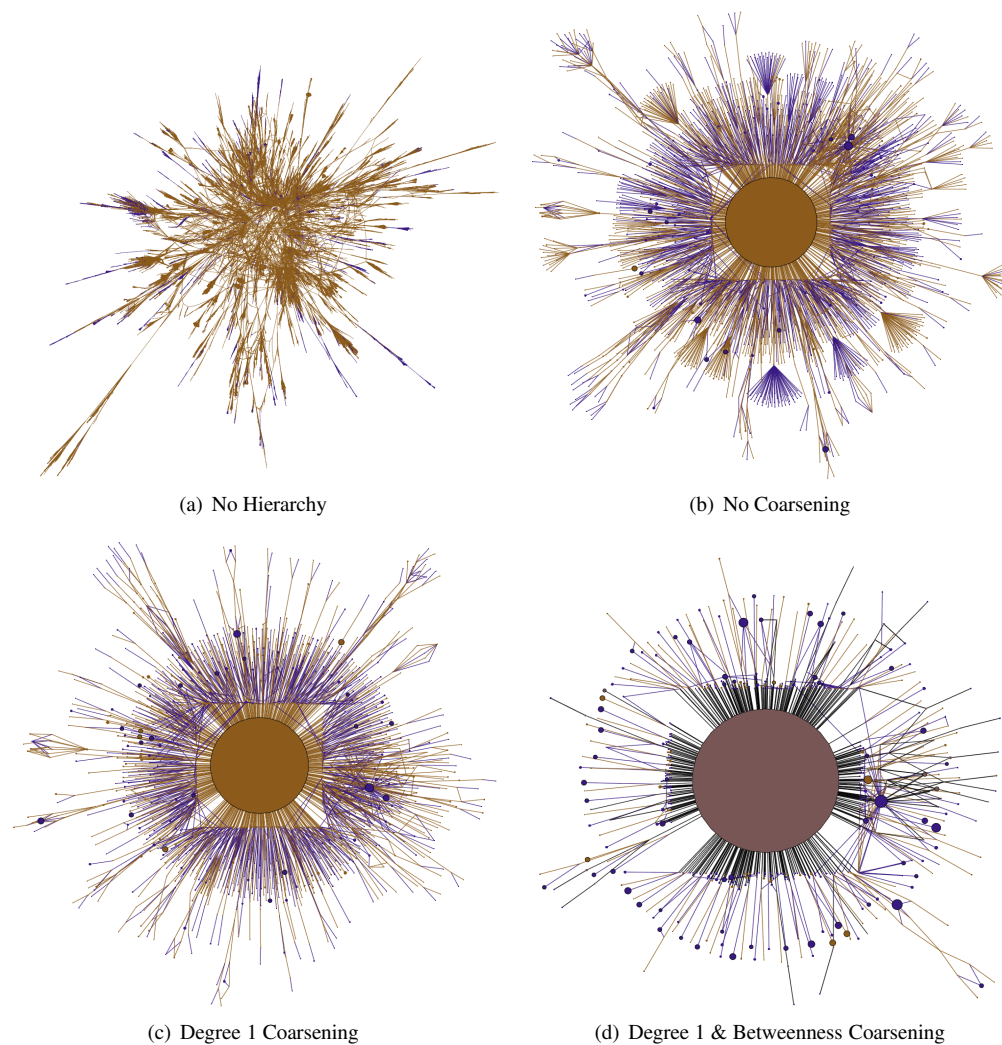 (a) No Hierarchy
(b) No Coarsening
(c) Degree 1 Coarsening
(d) Degree 1 & Betweenness Coarsening